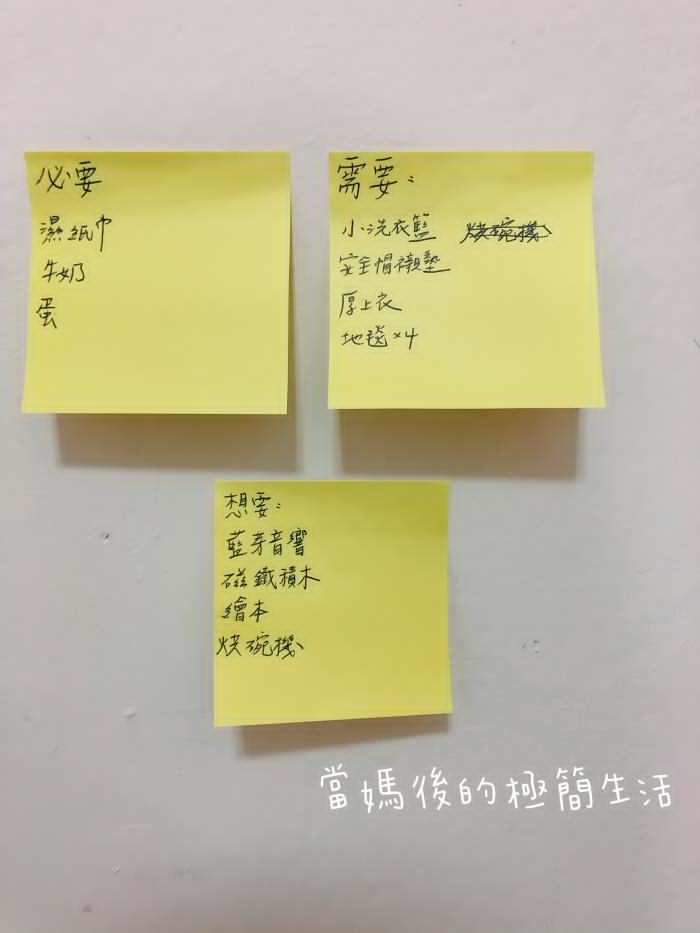 必要
濕紙巾
牛奶
蛋
需要:
小洗衣籃 烘碗機
安全帽襯墊
厚上衣
地毯×4
想要:
藍芽音響
磁鐵積木
繪本
烘碗機
當媽後的極簡生活